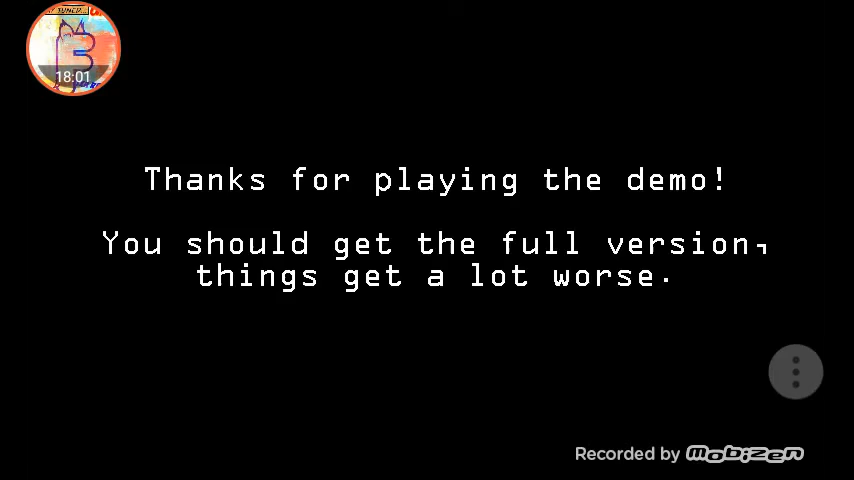 18:01
Thanks for playing the demo!
You should get the full version,
things get a lot worse.
Recorded by mobizen